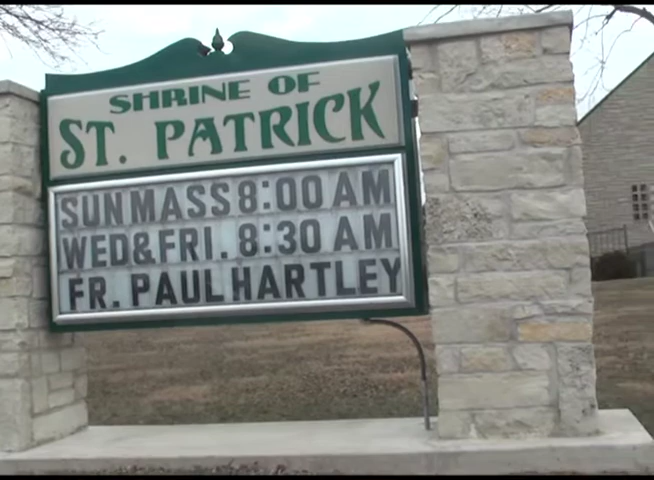 SHRINE OF
ST. PATRICK
SUN MASS 8:00 AM
WED&FRI. 8:30 AM
FR. PAUL HARTLEY